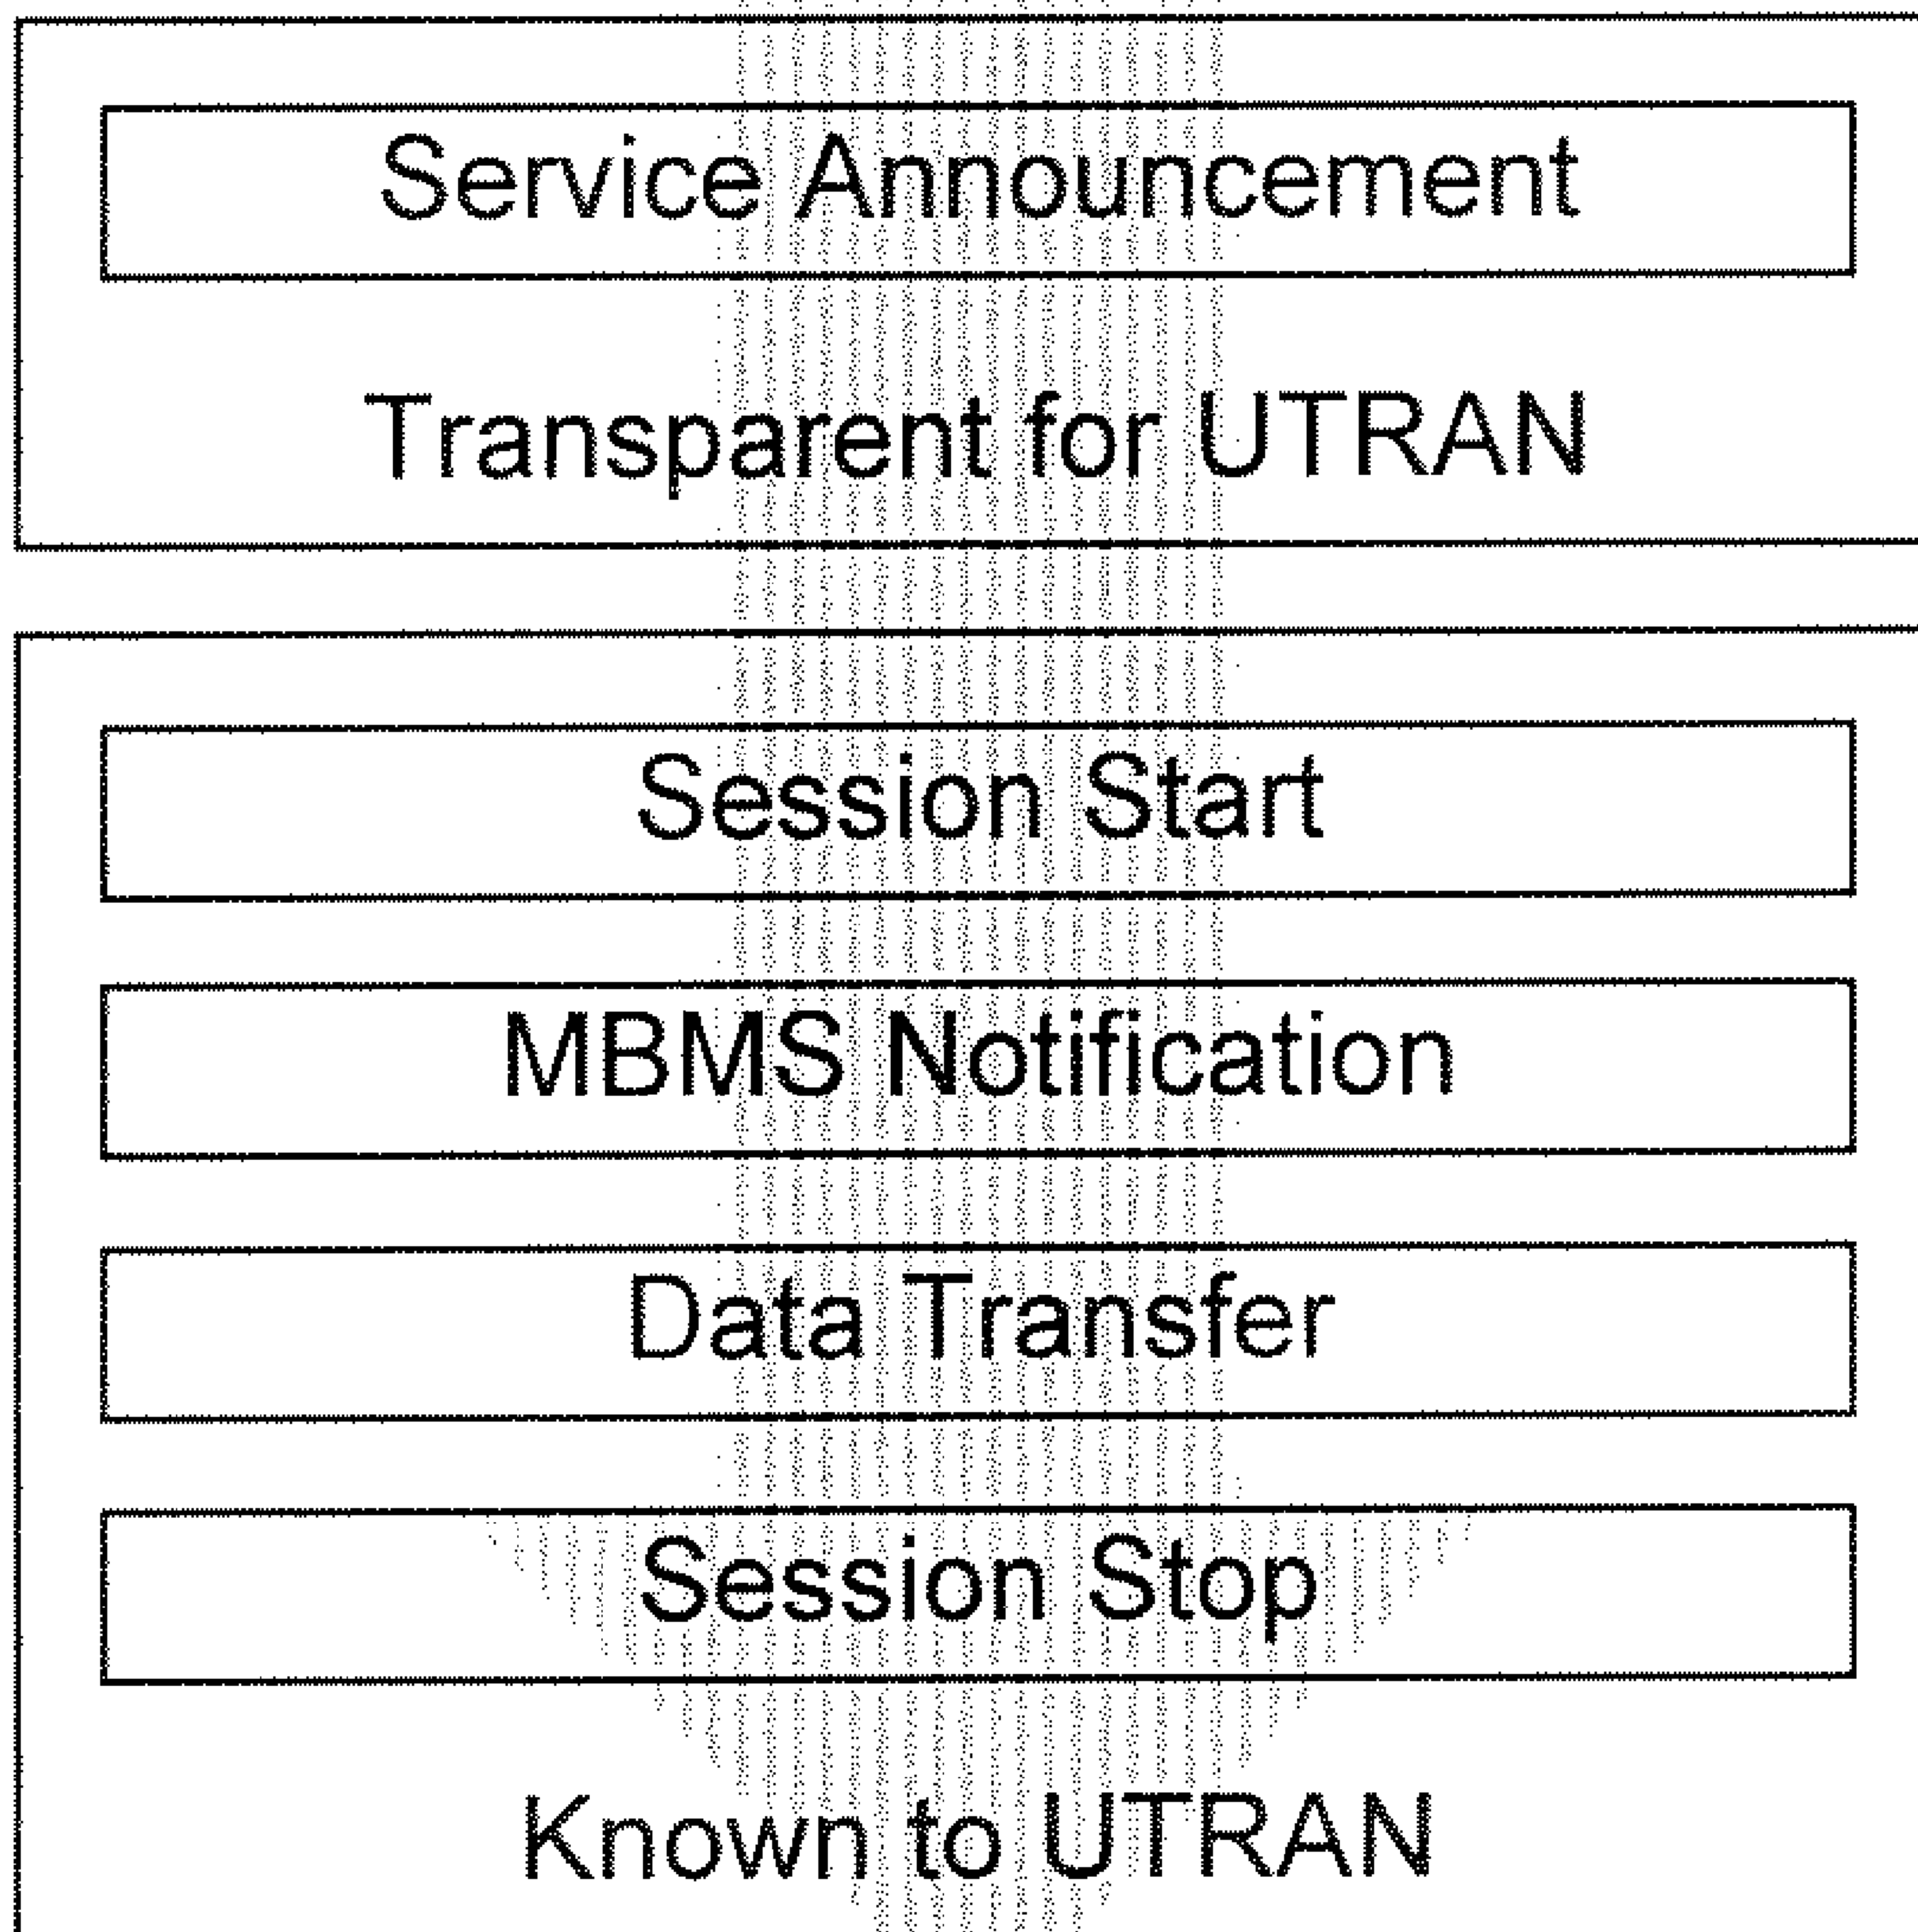 Service Announcement
Transparent for UTRAN
Session Start
MBMS Notification
Data Transfer
Session Stop
Known to UTRAN